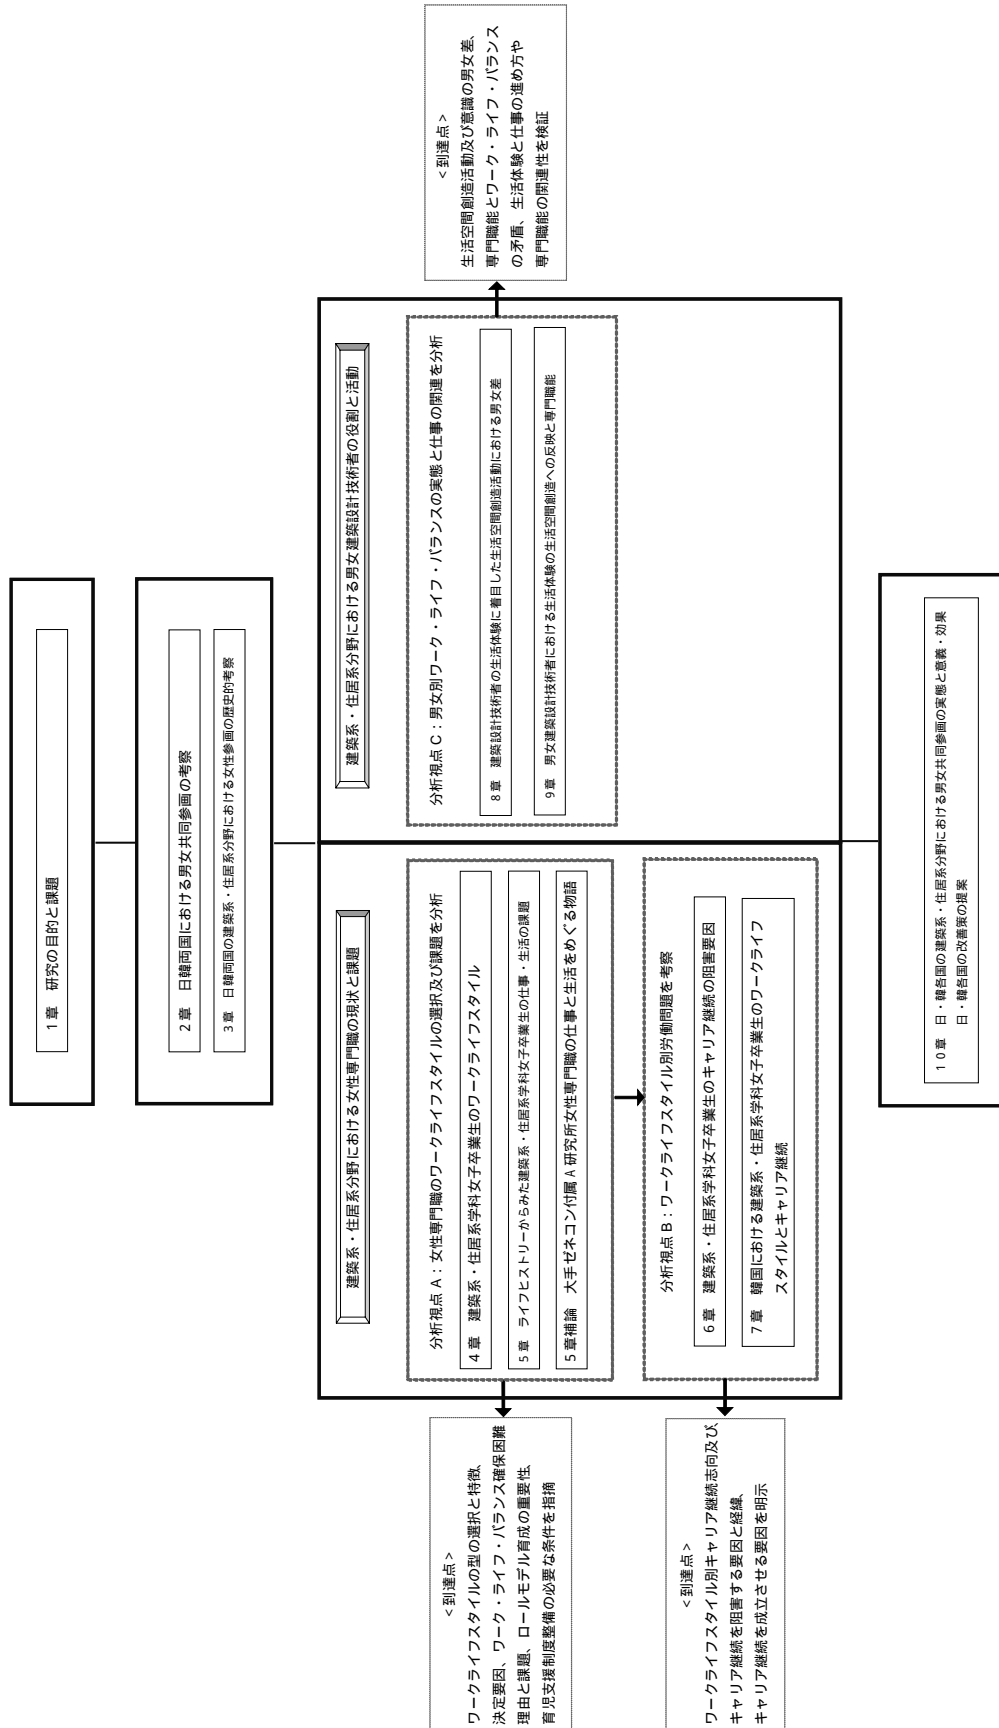 1章　研究の目的と課題
2章　日韓両国における男女共同参画の考察
3章　日韓両国の建築系・住居系分野における女性参画の歴史的考察
建築系・住居系分野における女性専門職の現状と課題
分析視点 A：女性専門職のワークライフスタイルの選択及び課題を分析
4章　建築系・住居系学科女子卒業生のワークライフスタイル
5章　ライフヒストリーからみた建築系・住居系学科女子卒業生の仕事・生活の課題
5章補論　大手ゼネコン付属A研究所女性専門職の仕事と生活をめぐる物語
分析視点 B：ワークライフスタイル別労働問題を考察
6章　建築系・住居系学科女子卒業生のキャリア継続の阻害要因
7章　韓国における建築系・住居系学科女子卒業生のワークライフ
スタイルとキャリア継続
＜到達点＞
ワークライフスタイルの型の選択と特徴、
決定要因、ワーク・ライフ・バランス確保困難
理由と課題、ロールモデル育成の重要性、
育児支援制度整備の必要な条件を指摘
＜到達点＞
ワークライフスタイル別キャリア継続志向及び、
キャリア継続を阻害する要因と経緯、
キャリア継続を成立させる要因を明示
建築系・住居系分野における男女建築設計技術者の役割と活動
分析視点 C：男女別ワーク・ライフ・バランスの実態と仕事の関連を分析
8章　建築設計技術者の生活体験に着目した生活空間創造活動における男女差
9章　男女建築設計技術者における生活体験の生活空間創造への反映と専門職能
＜到達点＞
生活空間創造活動及び意識の男女差、
専門職能とワーク・ライフ・バランス
の矛盾、生活体験と仕事の進め方や
専門職能の関連性を検証
10章　日・韓各国の建築系・住居系分野における男女共同参画の実態と意義・効果
日・韓各国の改善策の提案